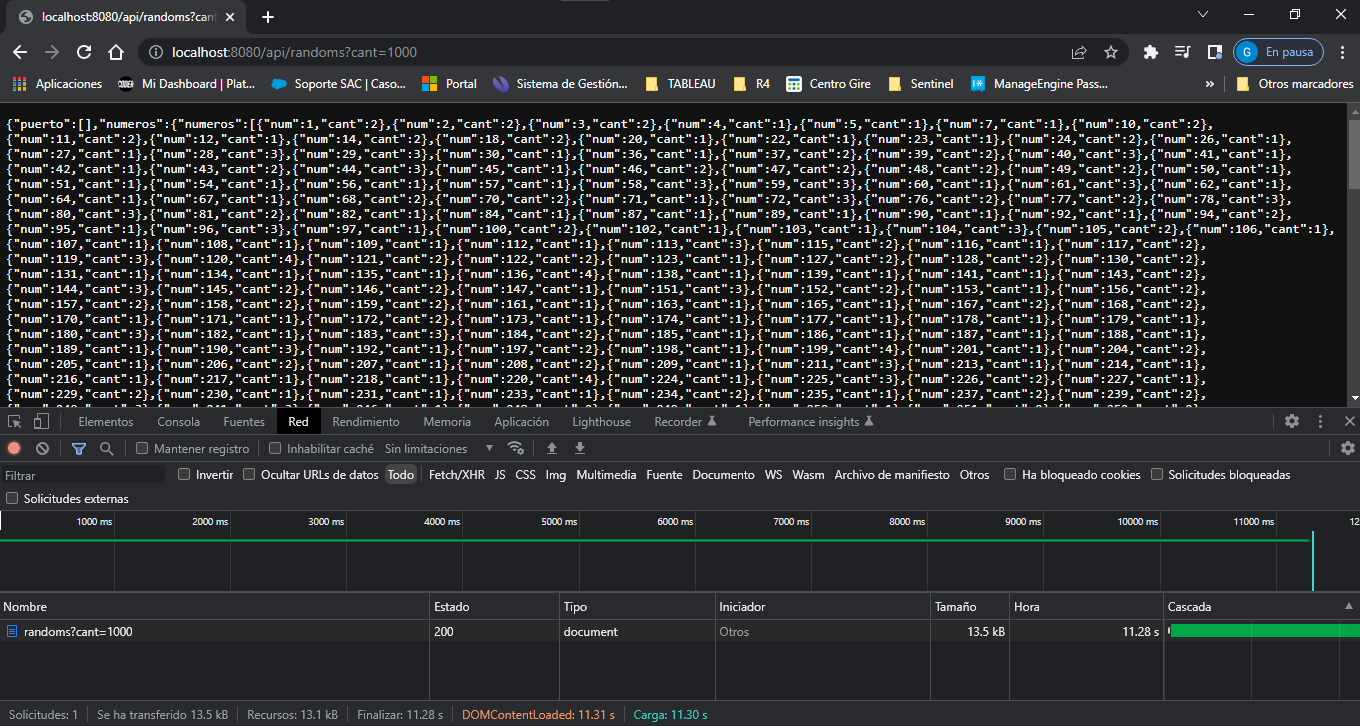 localhost:8080/api/randoms?cant
localhost:8080/api/randoms?cant=1000
G En pausa
Aplicaciones Mi Dashboard | Plat... Soporte SAC | Caso... Portal Sistema de Gestión... TABLEAU R4 Centro Gire Sentinel ManageEngine Pass... » Otros marcadores
{"puerto":[],"numeros":{"numeros":[{"num":1,"cant":2},{"num":2,"cant":2},{"num":3,"cant":2},{"num":4,"cant":1},{"num":5,"cant":1},{"num":7,"cant":1},{"num":10,"cant":2},
{"num":11,"cant":2},{"num":12,"cant":1},{"num":14,"cant":2},{"num":18,"cant":2},{"num":20,"cant":1},{"num":22,"cant":1},{"num":23,"cant":1},{"num":24,"cant":2},{"num":26,"cant":1},
{"num":27,"cant":1},{"num":28,"cant":3},{"num":29,"cant":3},{"num":30,"cant":1},{"num":36,"cant":1},{"num":37,"cant":2},{"num":39,"cant":2},{"num":40,"cant":3},{"num":41,"cant":1},
{"num":42,"cant":1},{"num":43,"cant":2},{"num":44,"cant":3},{"num":45,"cant":1},{"num":46,"cant":2},{"num":47,"cant":2},{"num":48,"cant":2},{"num":49,"cant":2},{"num":50,"cant":1},
{"num":51,"cant":1},{"num":54,"cant":1},{"num":56,"cant":1},{"num":57,"cant":1},{"num":58,"cant":3},{"num":59,"cant":3},{"num":60,"cant":1},{"num":61,"cant":3},{"num":62,"cant":1},
{"num":64,"cant":1},{"num":67,"cant":1},{"num":68,"cant":2},{"num":70,"cant":2},{"num":71,"cant":1},{"num":72,"cant":3},{"num":76,"cant":2},{"num":77,"cant":2},{"num":78,"cant":3},
{"num":80,"cant":3},{"num":81,"cant":2},{"num":82,"cant":1},{"num":84,"cant":1},{"num":87,"cant":1},{"num":89,"cant":1},{"num":90,"cant":1},{"num":92,"cant":1},{"num":94,"cant":2},
{"num":95,"cant":1},{"num":96,"cant":3},{"num":97,"cant":1},{"num":100,"cant":2},{"num":102,"cant":1},{"num":103,"cant":1},{"num":104,"cant":3},{"num":105,"cant":2},{"num":106,"cant":1},
{"num":107,"cant":1},{"num":108,"cant":1},{"num":109,"cant":1},{"num":112,"cant":1},{"num":113,"cant":3},{"num":115,"cant":2},{"num":116,"cant":1},{"num":117,"cant":2},
{"num":119,"cant":3},{"num":120,"cant":4},{"num":121,"cant":2},{"num":122,"cant":2},{"num":123,"cant":1},{"num":127,"cant":2},{"num":128,"cant":2},{"num":130,"cant":2},
{"num":131,"cant":1},{"num":134,"cant":1},{"num":135,"cant":1},{"num":136,"cant":4},{"num":138,"cant":1},{"num":139,"cant":1},{"num":141,"cant":1},{"num":143,"cant":2},
{"num":144,"cant":3},{"num":145,"cant":2},{"num":146,"cant":2},{"num":147,"cant":1},{"num":151,"cant":3},{"num":152,"cant":2},{"num":153,"cant":1},{"num":156,"cant":2},
{"num":157,"cant":2},{"num":158,"cant":2},{"num":159,"cant":2},{"num":161,"cant":1},{"num":163,"cant":1},{"num":165,"cant":1},{"num":167,"cant":2},{"num":168,"cant":2},
{"num":170,"cant":1},{"num":171,"cant":1},{"num":172,"cant":2},{"num":173,"cant":1},{"num":174,"cant":1},{"num":177,"cant":1},{"num":178,"cant":1},{"num":179,"cant":1},
{"num":180,"cant":3},{"num":182,"cant":1},{"num":183,"cant":3},{"num":184,"cant":2},{"num":185,"cant":1},{"num":186,"cant":1},{"num":187,"cant":1},{"num":188,"cant":1},
{"num":189,"cant":1},{"num":190,"cant":3},{"num":192,"cant":1},{"num":197,"cant":2},{"num":198,"cant":1},{"num":199,"cant":4},{"num":201,"cant":1},{"num":204,"cant":2},
{"num":205,"cant":1},{"num":206,"cant":2},{"num":207,"cant":1},{"num":208,"cant":2},{"num":209,"cant":1},{"num":211,"cant":3},{"num":213,"cant":1},{"num":214,"cant":1},
{"num":216,"cant":1},{"num":217,"cant":1},{"num":218,"cant":1},{"num":220,"cant":4},{"num":224,"cant":1},{"num":225,"cant":3},{"num":226,"cant":2},{"num":227,"cant":1},
{"num":229,"cant":2},{"num":230,"cant":1},{"num":231,"cant":1},{"num":233,"cant":1},{"num":234,"cant":2},{"num":235,"cant":1},{"num":237,"cant":2},{"num":239,"cant":2},
Elementos Consola Fuentes Red Rendimiento Memoria Aplicación Lighthouse Recorder Performance insights
Mantener registro Inhabilitar caché Sin limitaciones
Filtrar Invertir Ocultar URLs de datos Todo Fetch/XHR JS CSS Img Multimedia Fuente Documento WS Wasm Archivo de manifiesto Otros Ha bloqueado cookies Solicitudes bloqueadas
Solicitudes externas
1000 ms 2000 ms 3000 ms 4000 ms 5000 ms 6000 ms 7000 ms 8000 ms 9000 ms 10000 ms 11000 ms 12
Nombre Estado Tipo Iniciador Tamaño Hora Cascada
randoms?cant=1000 200 document Otros 13.5 kB 11.28 s
Solicitudes: 1 Se ha transferido 13.5 kB Recursos: 13.1 kB Finalizar: 11.28 s DOMContentLoaded: 11.31 s Carga: 11.30 s